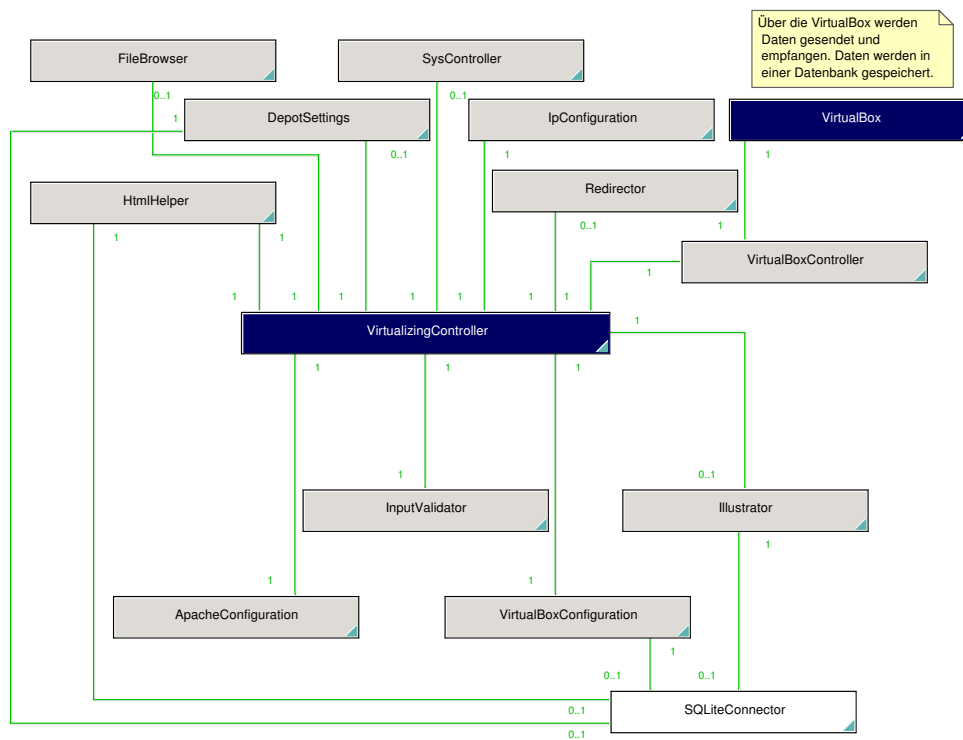 Über die VirtualBox werden
Daten gesendet und
empfangen. Daten werden in
einer Datenbank gespeichert.
FileBrowser
SysController
0..1
0..1
1
DepotSettings
IpConfiguration
VirtualBox
0..1
1
1
HtmlHelper
Redirector
1
1
0..1
1
VirtualBoxController
1
1
1
1
1
1
1
1
VirtualizingController
1
1
1
1
1
0..1
InputValidator
Illustrator
1
1
1
ApacheConfiguration
VirtualBoxConfiguration
1
0..1
0..1
SQLiteConnector
0..1
0..1